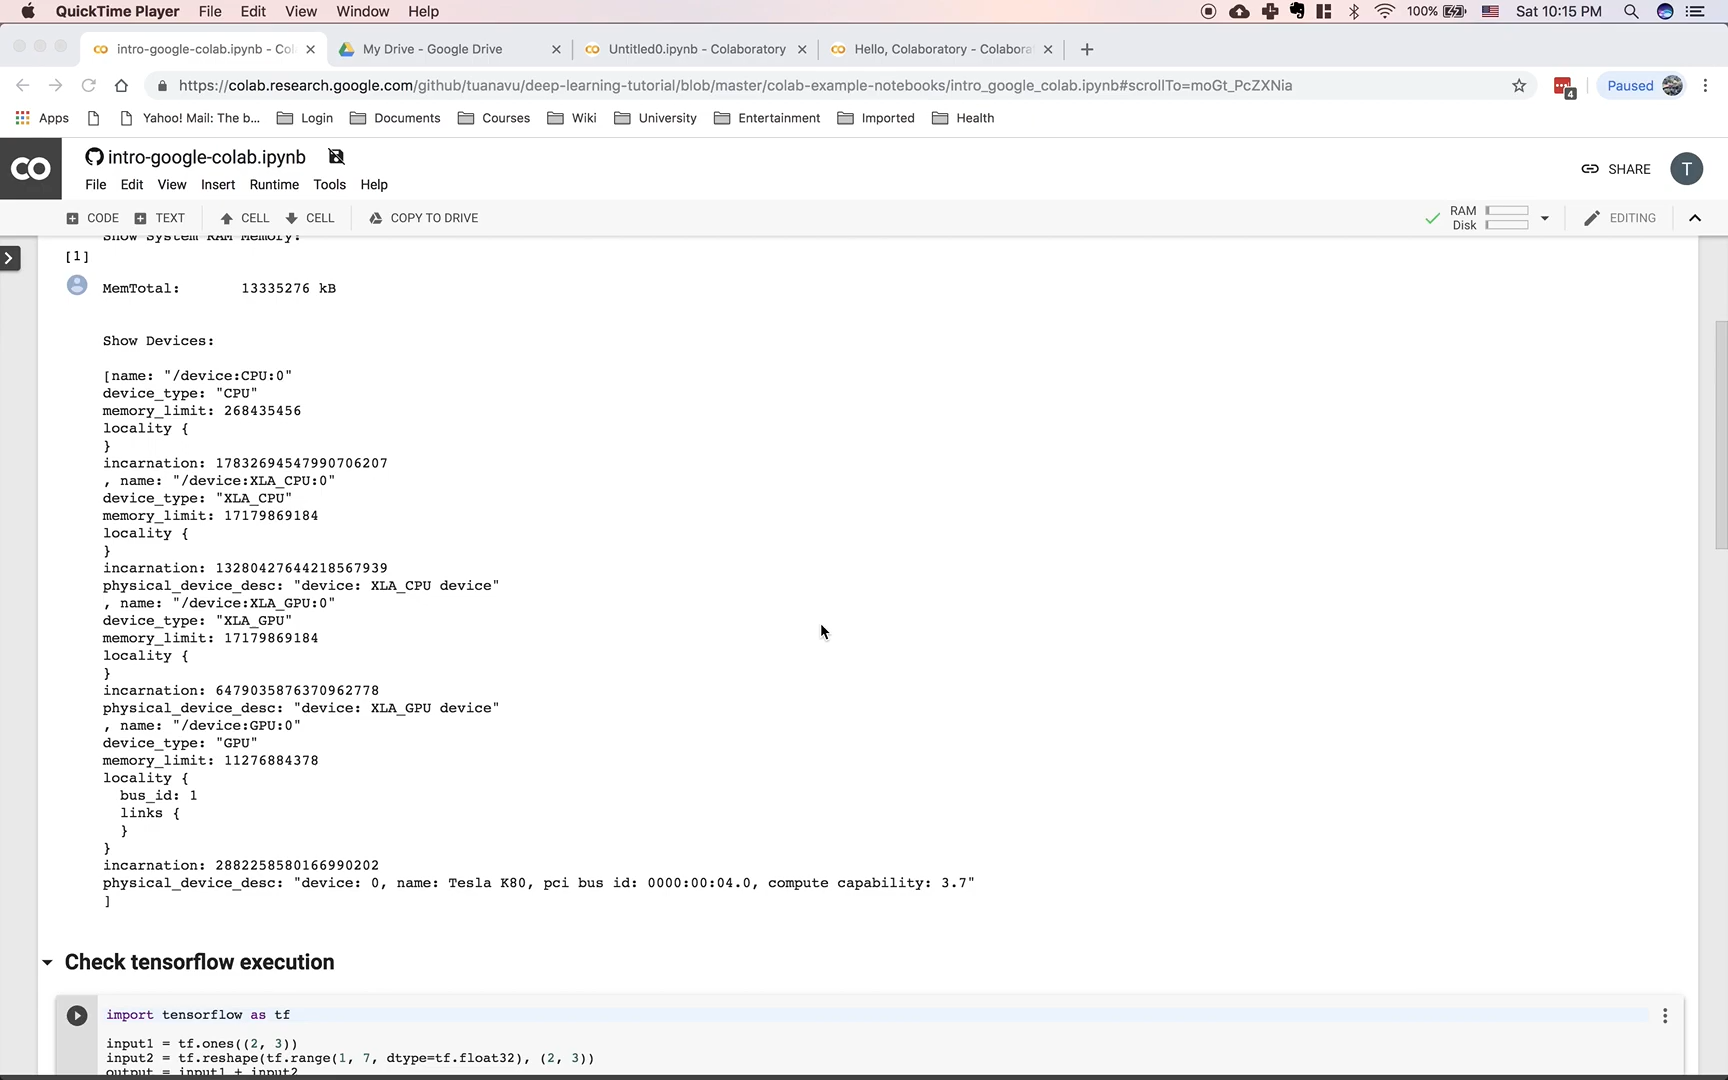 QuickTime Player File Edit View Window Help 100% Sat 10:15 PM
intro-google-colab.ipynb - Col My Drive - Google Drive Untitled0.ipynb - Colaboratory Hello, Colaboratory - Colabora
https://colab.research.google.com/github/tuanavu/deep-learning-tutorial/blob/master/colab-example-notebooks/intro_google_colab.ipynb#scrollTo=moGt_PcZXNia 4 Paused
Apps Yahoo! Mail: The b... Login Documents Courses Wiki University Entertainment Imported Health
CO intro-google-colab.ipynb SHARE T
File Edit View Insert Runtime Tools Help
CODE TEXT CELL CELL COPY TO DRIVE RAM EDITING
Disk
Show System RAM Memory:
[1]
MemTotal: 13335276 kB
Show Devices:
[name: "/device:CPU:0"
device_type: "CPU"
memory_limit: 268435456
locality {
}
incarnation: 17832694547990706207
, name: "/device:XLA_CPU:0"
device_type: "XLA_CPU"
memory_limit: 17179869184
locality {
}
incarnation: 13280427644218567939
physical_device_desc: "device: XLA_CPU device"
, name: "/device:XLA_GPU:0"
device_type: "XLA_GPU"
memory_limit: 17179869184
locality {
}
incarnation: 6479035876370962778
physical_device_desc: "device: XLA_GPU device"
, name: "/device:GPU:0"
device_type: "GPU"
memory_limit: 11276884378
locality {
bus_id: 1
links {
}
}
incarnation: 2882258580166990202
physical_device_desc: "device: 0, name: Tesla K80, pci bus id: 0000:00:04.0, compute capability: 3.7"
]
Check tensorflow execution
import tensorflow as tf
input1 = tf.ones((2, 3))
input2 = tf.reshape(tf.range(1, 7, dtype=tf.float32), (2, 3))
output = input1 + input2